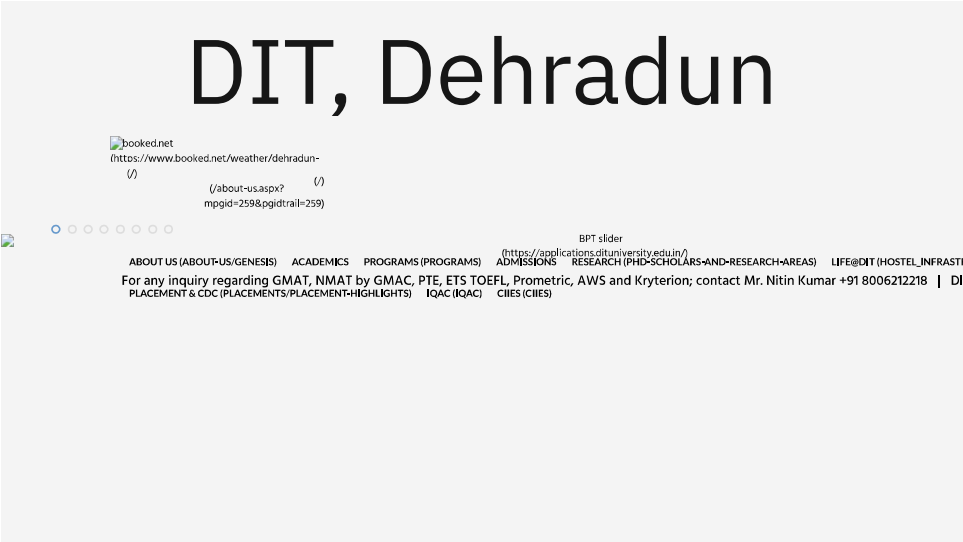 DIT, Dehradun
booked.net
(https://www.booked.net/weather/dehradun-
(/)
(/)
(/about-us.aspx?
mpgid=259&pgidtrail=259)
BPT slider
(https://applications.dituniversity.edu.in/)
ABOUT US (ABOUT-US/GENESIS) ACADEMICS PROGRAMS (PROGRAMS) ADMISSIONS RESEARCH (PHD-SCHOLARS-AND-RESEARCH-AREAS) LIFE@DIT (HOSTEL_INFRASTI
For any inquiry regarding GMAT, NMAT by GMAC, PTE, ETS TOEFL, Prometric, AWS and Kryterion; contact Mr. Nitin Kumar +91 8006212218 | DI
PLACEMENT & CDC (PLACEMENTS/PLACEMENT-HIGHLIGHTS) IQAC (IQAC) CIIES (CIIES)